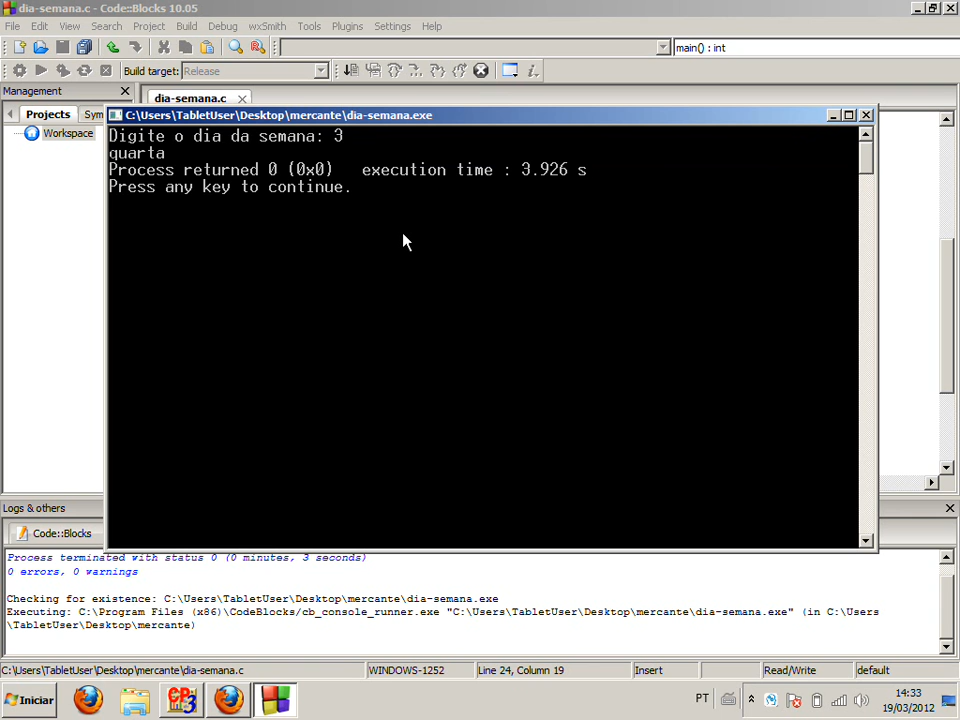 dia-semana.c - Code::Blocks 10.05
File Edit View Search Project Build Debug wxSmith Tools Plugins Settings Help
main() : int
Build target: Release
Management
dia-semana.c
Projects Sym
Workspace
C:\Users\TabletUser\Desktop\mercante\dia-semana.exe
Digite o dia da semana: 3
quarta
Process returned 0 (0x0)   execution time : 3.926 s
Press any key to continue.
Logs & others
Code::Blocks
Process terminated with status 0 (0 minutes, 3 seconds)
0 errors, 0 warnings
Checking for existence: C:\Users\TabletUser\Desktop\mercante\dia-semana.exe
Executing: C:\Program Files (x86)\CodeBlocks/cb_console_runner.exe "C:\Users\TabletUser\Desktop\mercante\dia-semana.exe" (in C:\Users
\TabletUser\Desktop\mercante)
C:\Users\TabletUser\Desktop\mercante\dia-semana.c WINDOWS-1252 Line 24, Column 19 Insert Read/Write default
Iniciar PT 14:33
19/03/2012